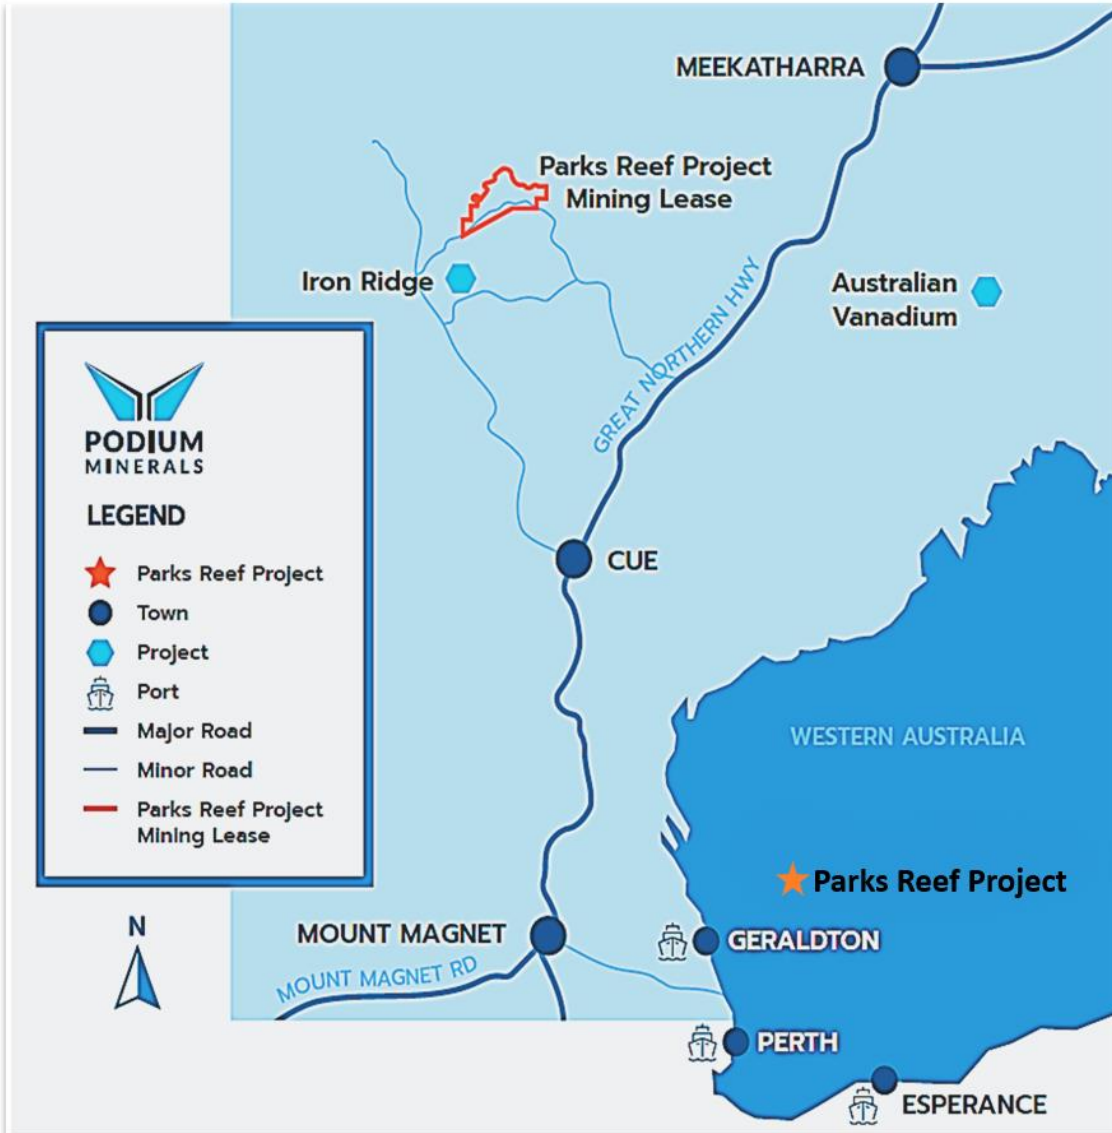 MEEKATHARRA
Parks Reef Project
Mining Lease
Iron Ridge
Australian
Vanadium
GREAT NORTHERN HWY
PODIUM
MINERALS
LEGEND
Parks Reef Project
Town
Project
Port
Major Road
Minor Road
Parks Reef Project
Mining Lease
CUE
WESTERN AUSTRALIA
Parks Reef Project
N
MOUNT MAGNET
MOUNT MAGNET RD
GERALDTON
PERTH
ESPERANCE